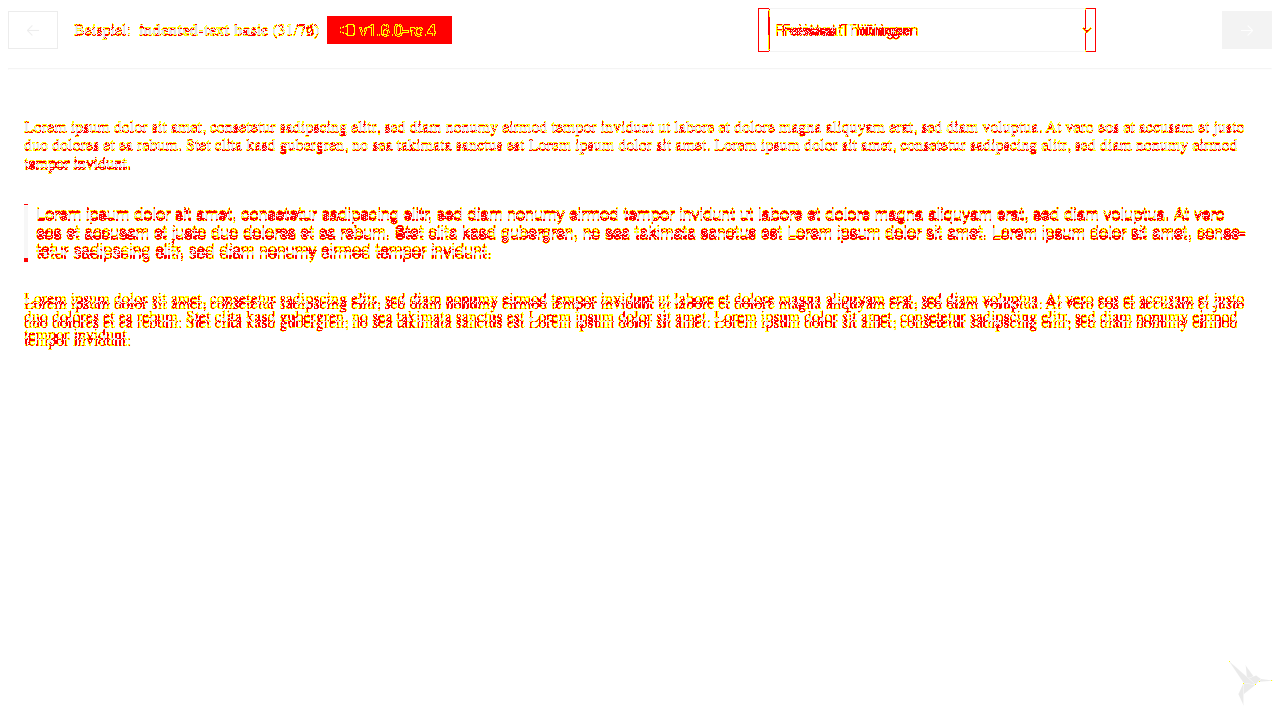 Beispiel: indented-text basic (31/
Lorem ipsum dolor sit amet, consetetur sadipscing elitr, sed diam nonumy eirmod tempor invidunt ut labore et dolore magna aliquyam erat, sed diam voluptua. At vero eos et accusam et justo
duo dolores et ea rebum. Stet clita kasd gubergren, no sea takimata sanctus est Lorem ipsum dolor sit amet. Lorem ipsum dolor sit amet, consetetur sadipscing elitr, sed diam nonumy eirmod
tempor invidunt.
Lorem ipsum dolor sit amet, consetetur sadipscing elitr, sed diam nonumy eirmod tempor invidunt ut labore et dolore magna aliquyam erat, sed diam voluptua. At vero
eos et accusam et justo duo dolores et ea rebum. Stet clita kasd gubergren, no sea takimata sanctus est Lorem ipsum dolor sit amet. Lorem ipsum dolor sit amet, conse-
tetur sadipscing elitr, sed diam nonumy eirmod tempor invidunt.
Lorem ipsum dolor sit amet, consetetur sadipscing elitr, sed diam nonumy eirmod tempor invidunt ut labore et dolore magna aliquyam erat, sed diam voluptua. At vero eos et accusam et justo
duo dolores et ea rebum. Stet clita kasd gubergren, no sea takimata sanctus est Lorem ipsum dolor sit amet. Lorem ipsum dolor sit amet, consetetur sadipscing elitr, sed diam nonumy eirmod
tempor invidunt.